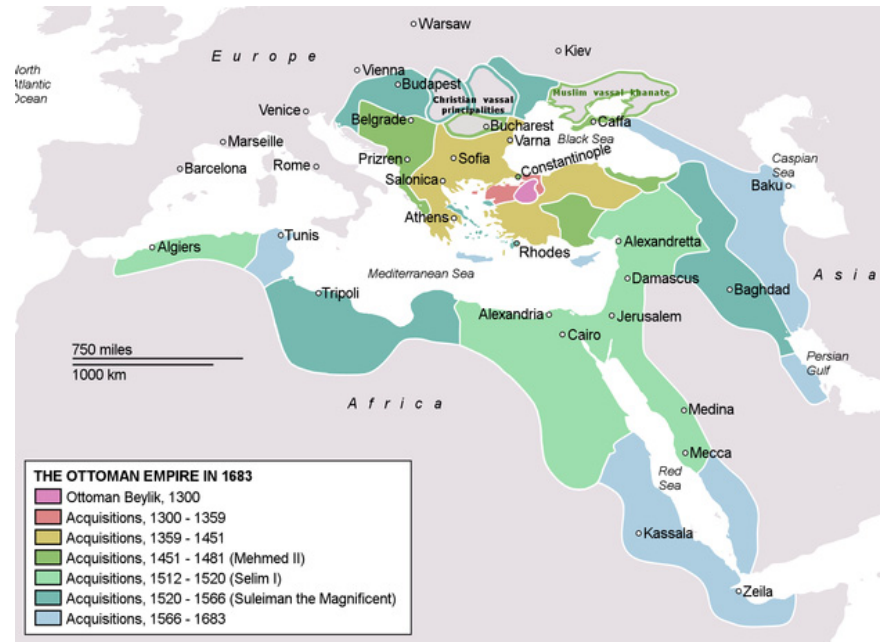 Warsaw
Europe
Kiev
North
Atlantic
Ocean
Vienna
Budapest
Christian vassal
principalities
Muslim vassal khanate
Venice
Belgrade
Bucharest
Caffa
Black Sea
Varna
Marseille
Prizren
Sofia
Constantinople
Caspian
Sea
Barcelona
Rome
Salonica
Baku
Athens
Algiers
Tunis
Rhodes
Alexandretta
Asia
Mediterranean Sea
Damascus
Baghdad
Tripoli
Alexandria
Jerusalem
Cairo
Persian
Gulf
750 miles
1000 km
Africa
Medina
Mecca
Red
Sea
Kassala
Zeila
THE OTTOMAN EMPIRE IN 1683
Ottoman Beylik, 1300
Acquisitions, 1300 - 1359
Acquisitions, 1359 - 1451
Acquisitions, 1451 - 1481 (Mehmed II)
Acquisitions, 1512 - 1520 (Selim I)
Acquisitions, 1520 - 1566 (Suleiman the Magnificent)
Acquisitions, 1566 - 1683